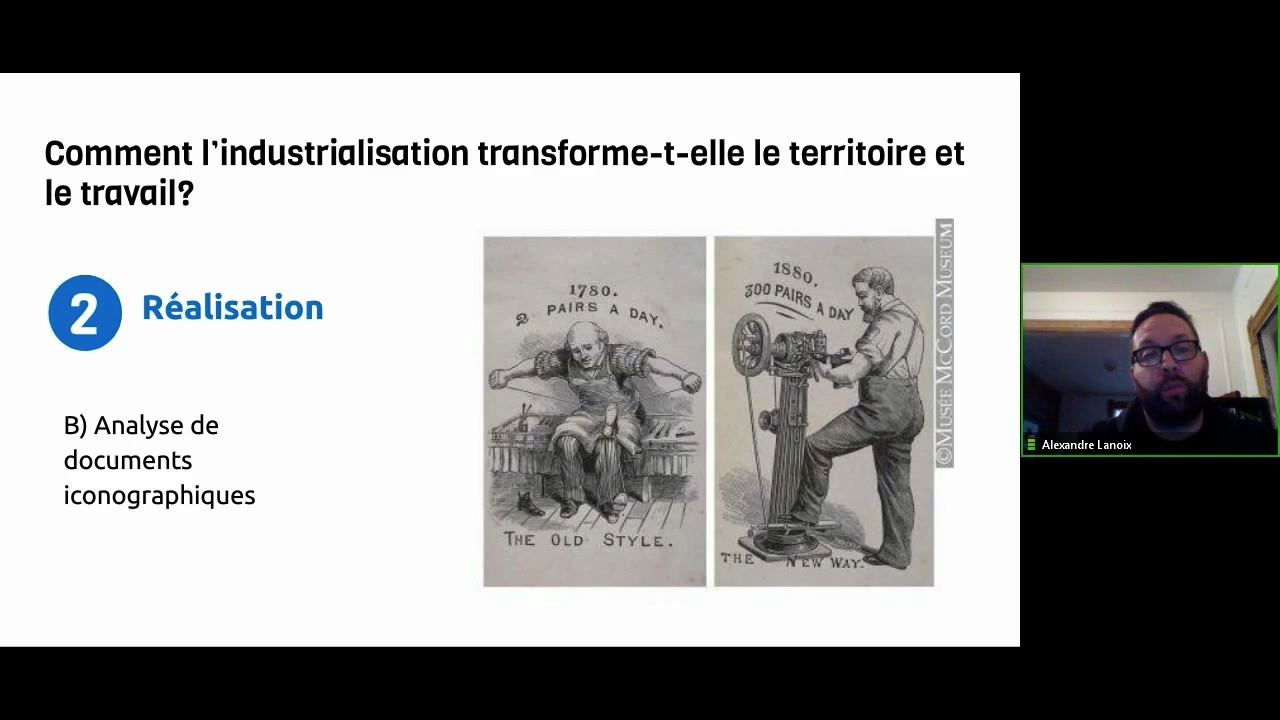 Comment l’industrialisation transforme-t-elle le territoire et
le travail?
2 Réalisation
B) Analyse de
documents
iconographiques
1780.
2 PAIRS A DAY.
THE OLD STYLE.
1880.
300 PAIRS A DAY
THE NEW WAY.
©MUSÉE MCCORD MUSEUM
Alexandre Lanoix